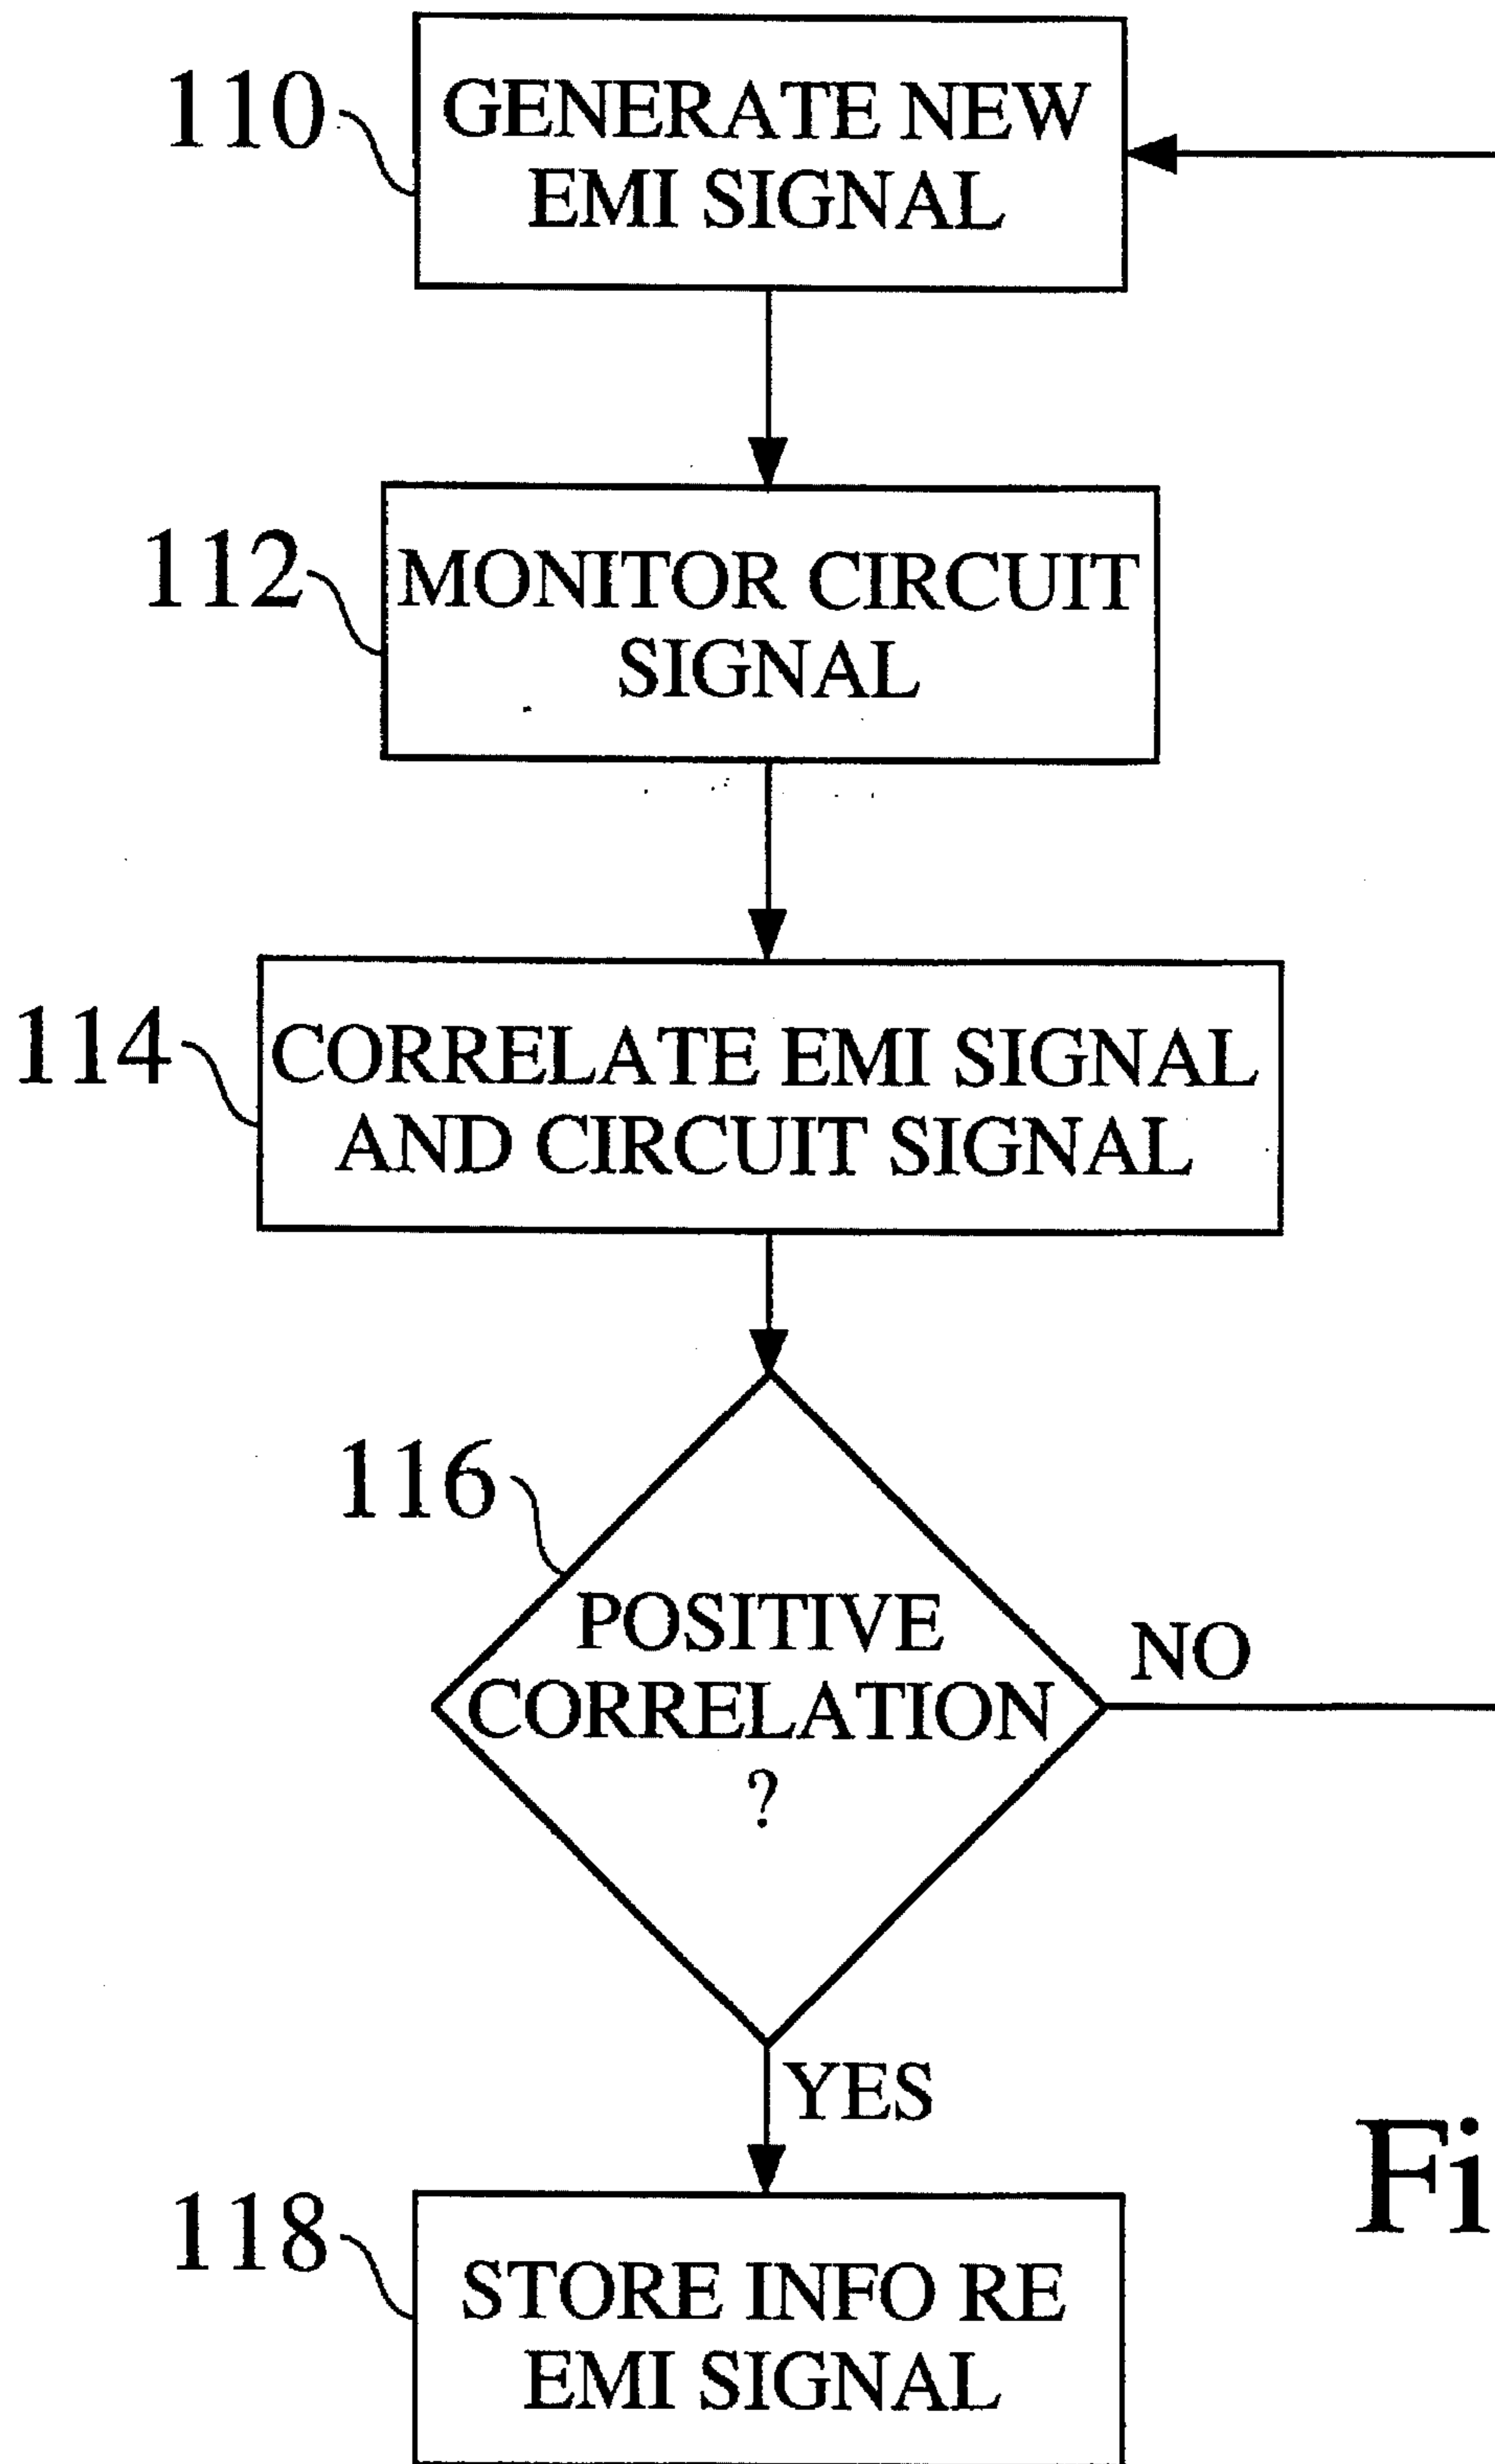 110
GENERATE NEW
EMI SIGNAL
112
MONITOR CIRCUIT
SIGNAL
114
CORRELATE EMI SIGNAL
AND CIRCUIT SIGNAL
116
POSITIVE
CORRELATION
?
NO
YES
118
STORE INFO RE
EMI SIGNAL
Fi